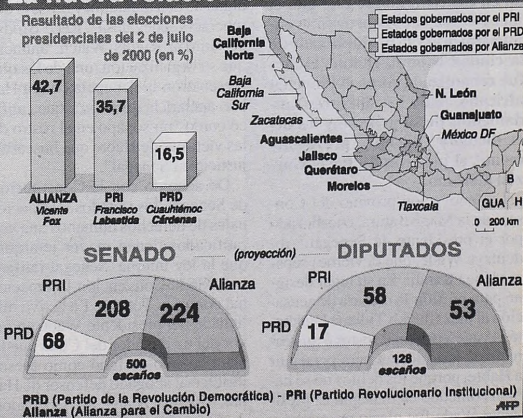 Resultado de las elecciones
presidenciales del 2 de julio
de 2000 (en %)
42,7
35,7
16,5
ALIANZA
Vicente
Fox
PRI
Francisco
Labastida
PRD
Cuauhtémoc
Cárdenas
Estados gobernados por el PRI
Estados gobernados por el PRD
Estados gobernados por Alianza
Baja
California
Norte
Baja
California
Sur
Zacatecas
Aguascalientes
Jalisco
Querétaro
Morelos
N. León
Guanajuato
México DF
Tlaxcala
B
GUA
H
0 200 km
SENADO
(proyección)
DIPUTADOS
PRI
208
Alianza
224
PRD
68
500
escaños
PRI
58
Alianza
53
PRD
17
128
escaños
PRD (Partido de la Revolución Democrática) - PRI (Partido Revolucionario Institucional)
Alianza (Alianza para el Cambio)
AFP